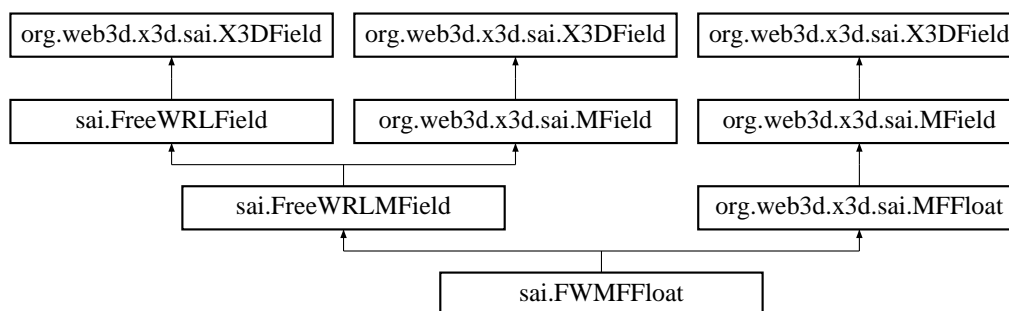 org.web3d.x3d.sai.X3DField
org.web3d.x3d.sai.X3DField
org.web3d.x3d.sai.X3DField
sai.FreeWRLField
org.web3d.x3d.sai.MField
org.web3d.x3d.sai.MField
sai.FreeWRLMField
org.web3d.x3d.sai.MFFloat
sai.FWMFFloat